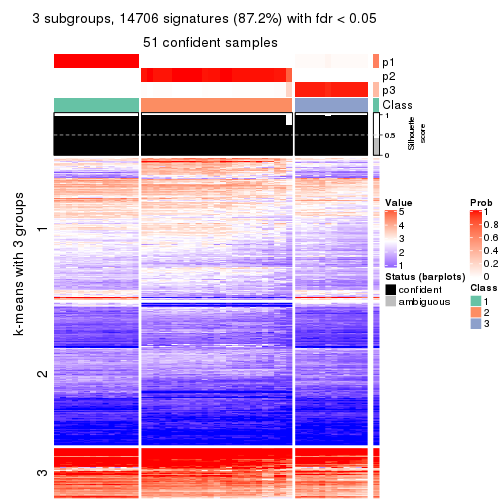 3 subgroups, 14706 signatures (87.2%) with fdr < 0.05
51 confident samples
p1
p2
p3
Class
1
0.5
0
Silhouette
score
k-means with 3 groups
1
2
3
Value
5
4
3
2
1
Status (barplots)
confident
ambiguous
Prob
1
0.8
0.6
0.4
0.2
0
Class
1
2
3